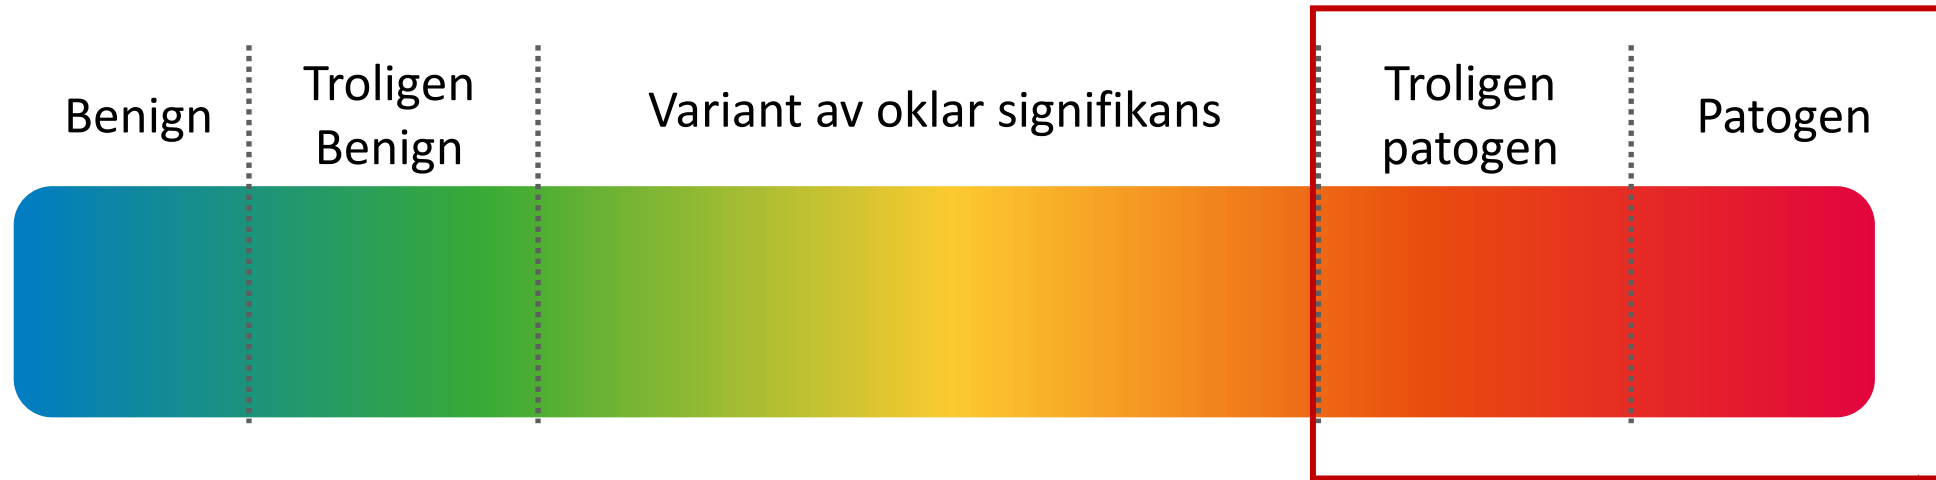 Benign
Troligen
Benign
Variant av oklar signifikans
Troligen
patogen
Patogen